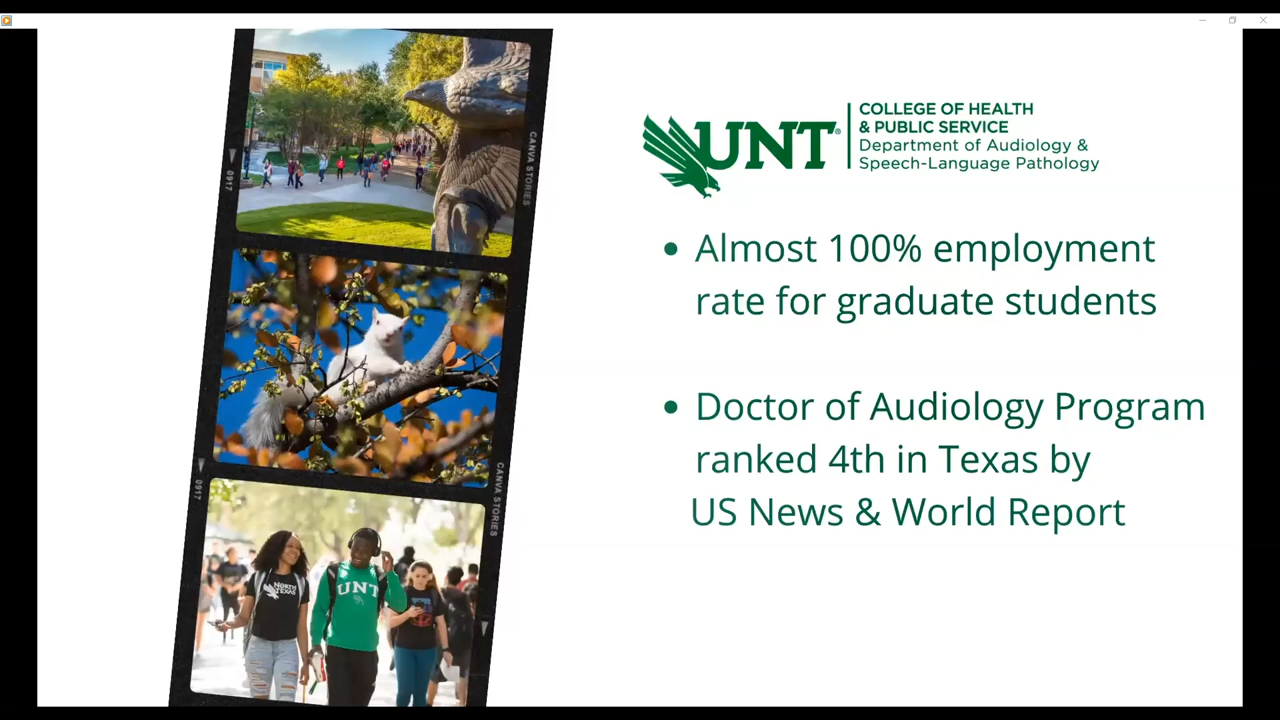 CANVA STORIES
0917
CANVA STORIES
0917
NORTH
TEXAS
UNT
UNT®
COLLEGE OF HEALTH
& PUBLIC SERVICE
Department of Audiology &
Speech-Language Pathology
• Almost 100% employment
rate for graduate students
• Doctor of Audiology Program
ranked 4th in Texas by
US News & World Report